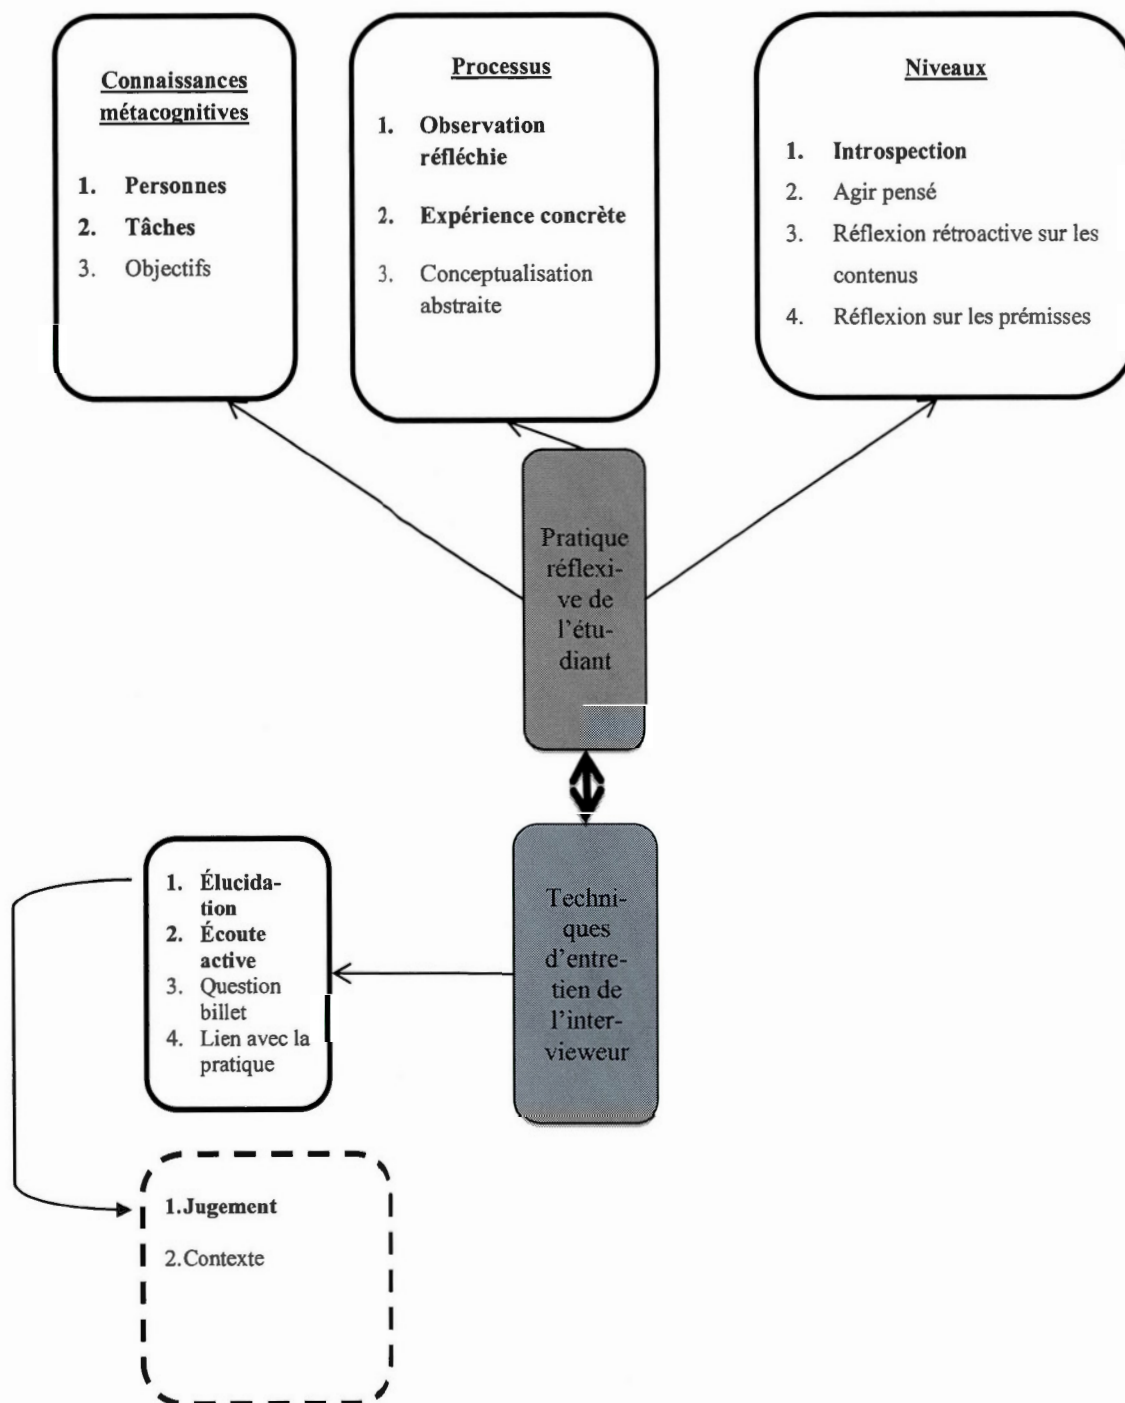 Connaissances
métacognitives
1. Personnes
2. Tâches
3. Objectifs
Processus
1. Observation
réfléchie
2. Expérience concrète
3. Conceptualisation
abstraite
Niveaux
1. Introspection
2. Agir pensé
3. Réflexion rétroactive sur les
contenus
4. Réflexion sur les prémisses
Pratique
réflexi-
ve de
l'étu-
diant
1. Élucida-
tion
2. Écoute
active
3. Question
billet
4. Lien avec la
pratique
Techni-
ques
d'entre-
tien de
l'inter-
vieweur
1.Jugement
2.Contexte